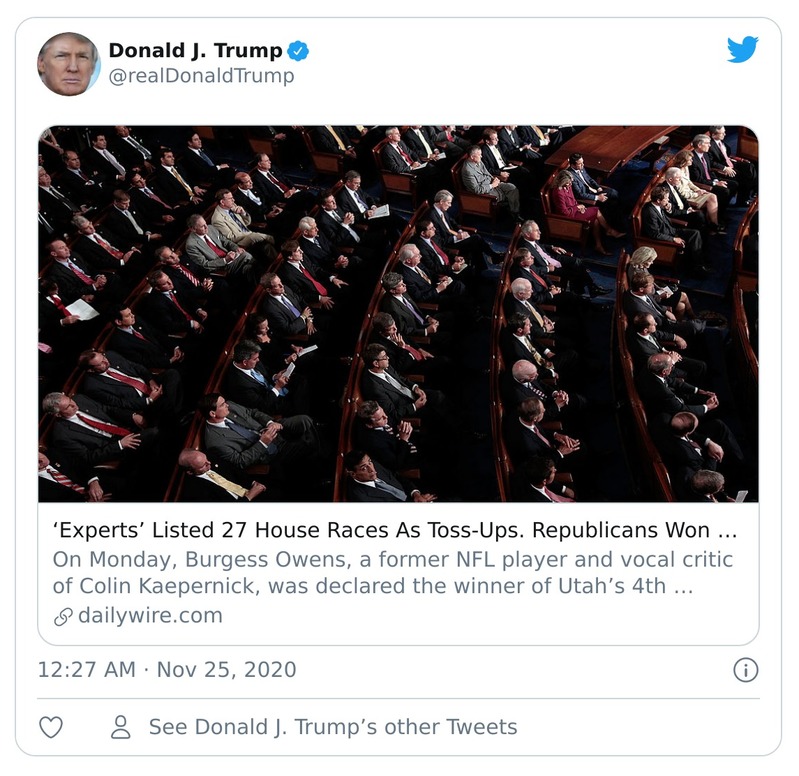 Donald J. Trump
@realDonaldTrump
‘Experts’ Listed 27 House Races As Toss-Ups. Republicans Won ...
On Monday, Burgess Owens, a former NFL player and vocal critic
of Colin Kaepernick, was declared the winner of Utah’s 4th ...
dailywire.com
12:27 AM · Nov 25, 2020
See Donald J. Trump’s other Tweets